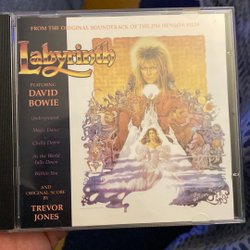 FROM THE ORIGINAL SOUNDTRACK OF THE JIM HENSON FILM
Labyrinth
FEATURING
DAVID
BOWIE
Underground
Magic Dance
Chilly Down
As the World
Falls Down
Within You
AND
ORIGINAL SCORE
BY
TREVOR
JONES